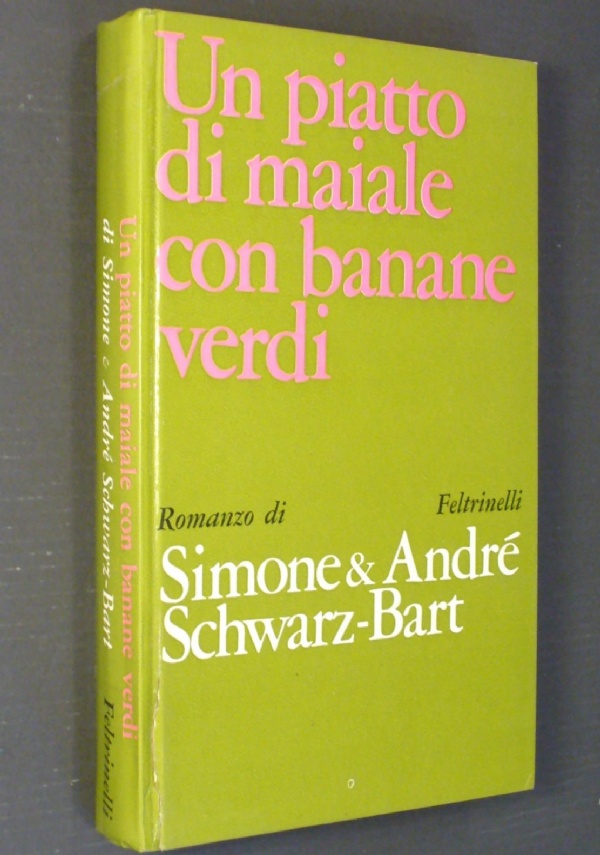 Un piatto
di maiale
con banane
verdi
Romanzo di
Feltrinelli
Simone & André
Schwarz-Bart
Un piatto di maiale con banane verdi
di Simone e André Schwarz-Bart
Feltrinelli